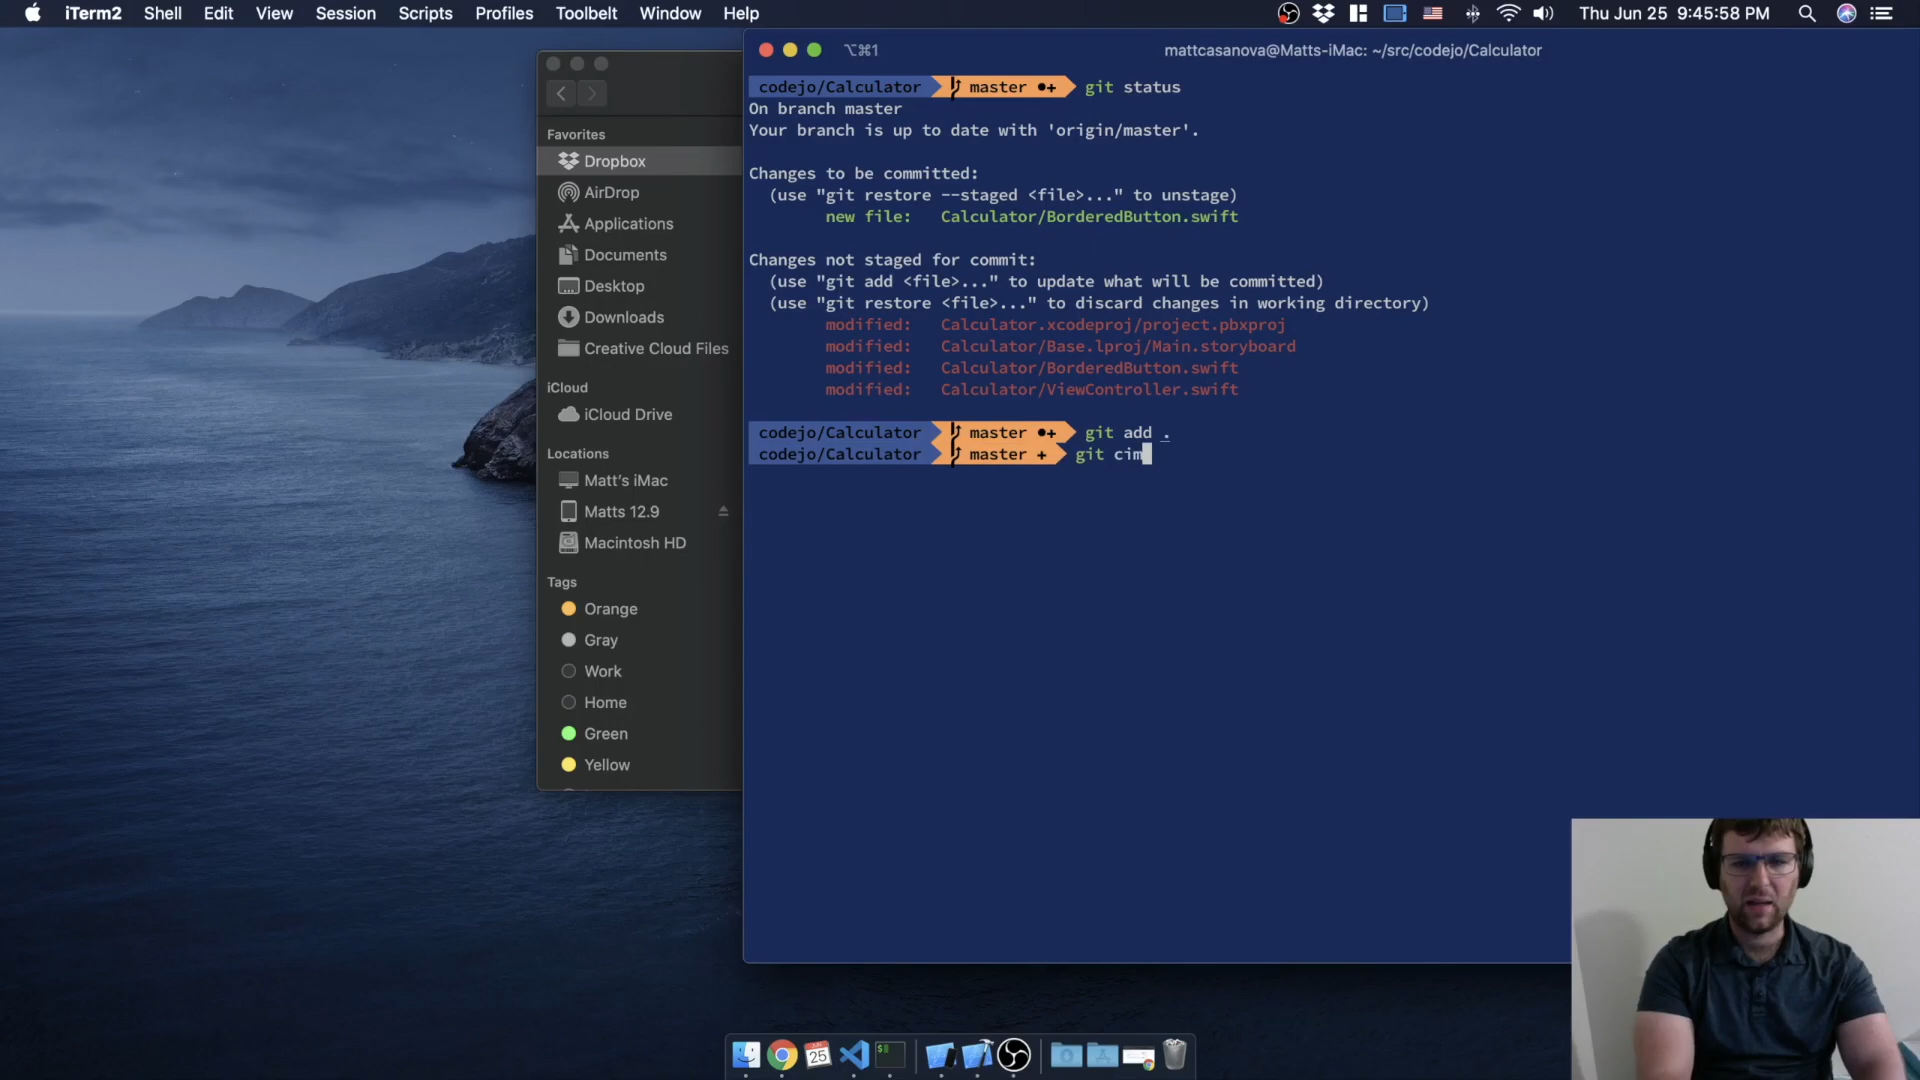 iTerm2 Shell Edit View Session Scripts Profiles Toolbelt Window Help
Thu Jun 25 9:45:58 PM
⌥⌘1
mattcasanova@Matts-iMac: ~/src/codejo/Calculator
codejo/Calculator master ●+ git status
On branch master
Your branch is up to date with 'origin/master'.
Changes to be committed:
(use "git restore --staged <file>..." to unstage)
new file: Calculator/BorderedButton.swift
Changes not staged for commit:
(use "git add <file>..." to update what will be committed)
(use "git restore <file>..." to discard changes in working directory)
modified: Calculator.xcodeproj/project.pbxproj
modified: Calculator/Base.lproj/Main.storyboard
modified: Calculator/BorderedButton.swift
modified: Calculator/ViewController.swift
codejo/Calculator master ●+ git add .
codejo/Calculator master + git cim
Favorites
Dropbox
AirDrop
Applications
Documents
Desktop
Downloads
Creative Cloud Files
iCloud
iCloud Drive
Locations
Matt's iMac
Matts 12.9
Macintosh HD
Tags
Orange
Gray
Work
Home
Green
Yellow
25